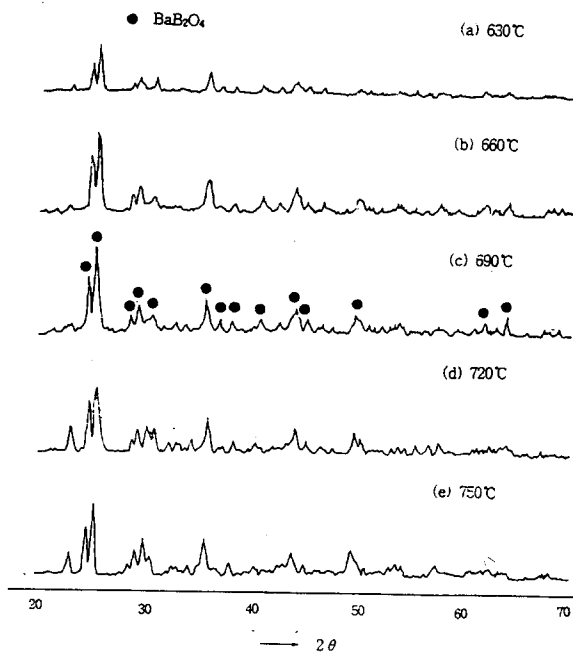 ● BaB₂O₄
(a) 630℃
(b) 660℃
(c) 690℃
(d) 720℃
(e) 750℃
20 30 40 50 60 70
→ 2θ